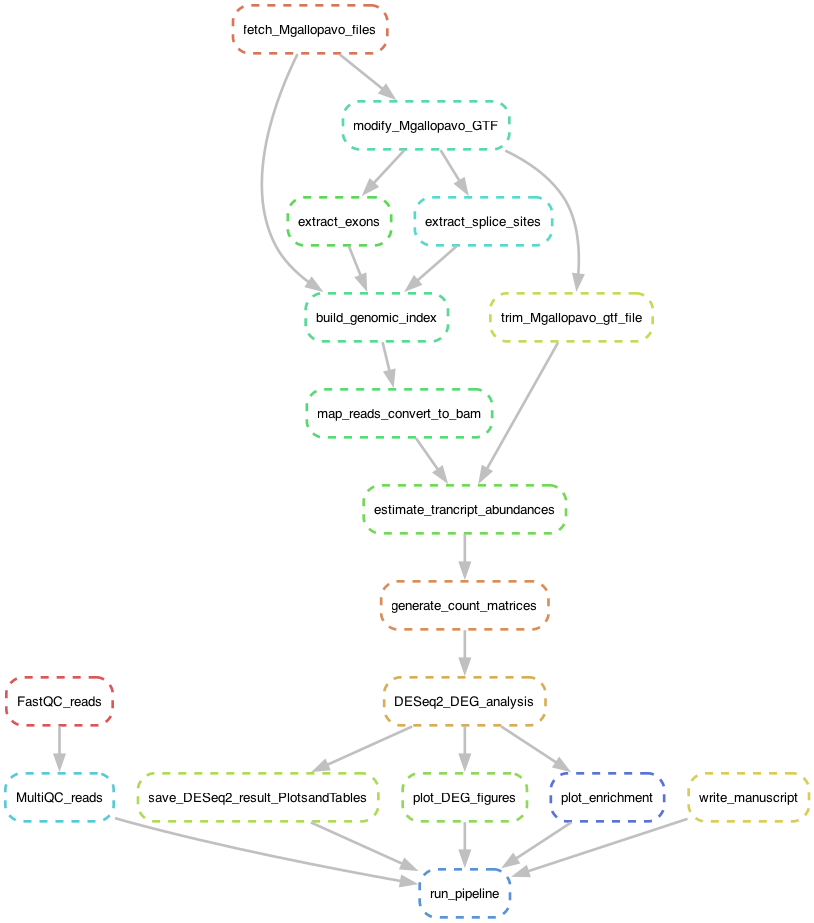 fetch_Mgallopavo_files
modify_Mgallopavo_GTF
extract_exons
extract_splice_sites
build_genomic_index
trim_Mgallopavo_gtf_file
map_reads_convert_to_bam
estimate_trancript_abundances
generate_count_matrices
FastQC_reads
DESeq2_DEG_analysis
MultiQC_reads
save_DESeq2_result_PlotsandTables
plot_DEG_figures
plot_enrichment
write_manuscript
run_pipeline